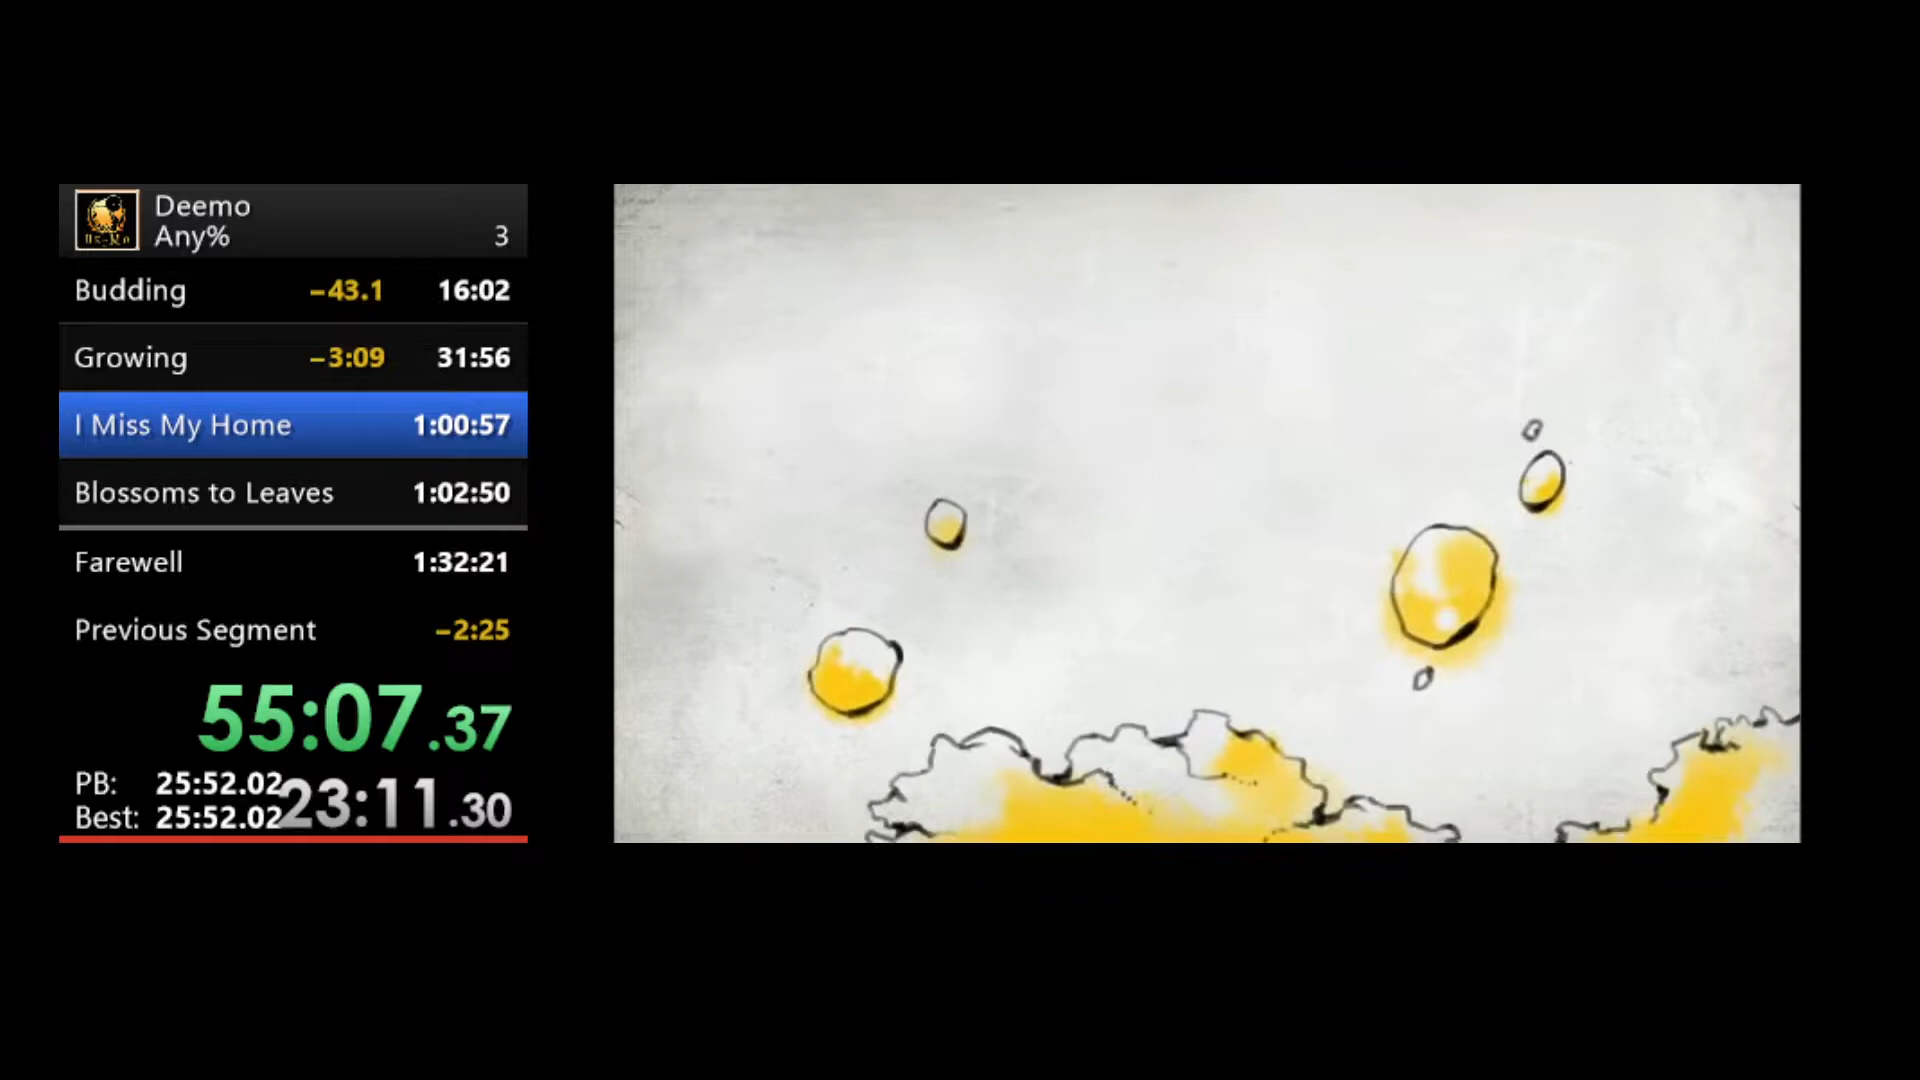 Deemo
Any% 3
Budding −43.1 16:02
Growing −3:09 31:56
I Miss My Home 1:00:57
Blossoms to Leaves 1:02:50
Farewell 1:32:21
Previous Segment −2:25
55:07.37
PB: 25:52.02
Best: 25:52.02
23:11.30